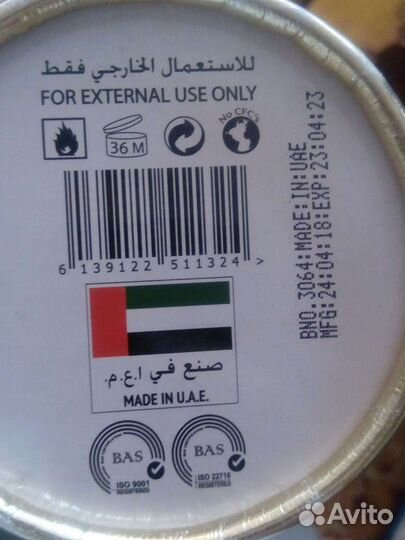 للاستعمال الخارجي فقط
FOR EXTERNAL USE ONLY
36 M
No CFC's
6 139122 511324 >
صنع في ا.ع.م.
MADE IN U.A.E.
BNO.3064:MADE:IN:UAE
MFG:24:04:18:EXP:23:04:23
BAS
ISO 9001
REGISTERED
BAS
ISO 22716
REGISTERED
Avito